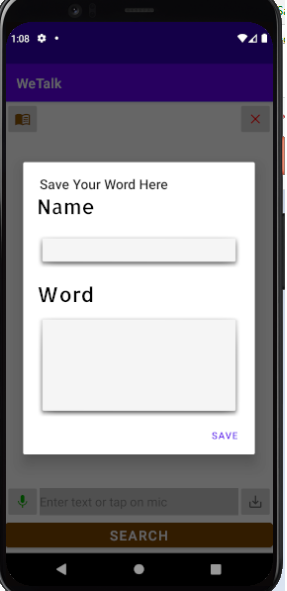 1:08
WeTalk
Save Your Word Here
Name
Word
SAVE
Enter text or tap on mic
SEARCH